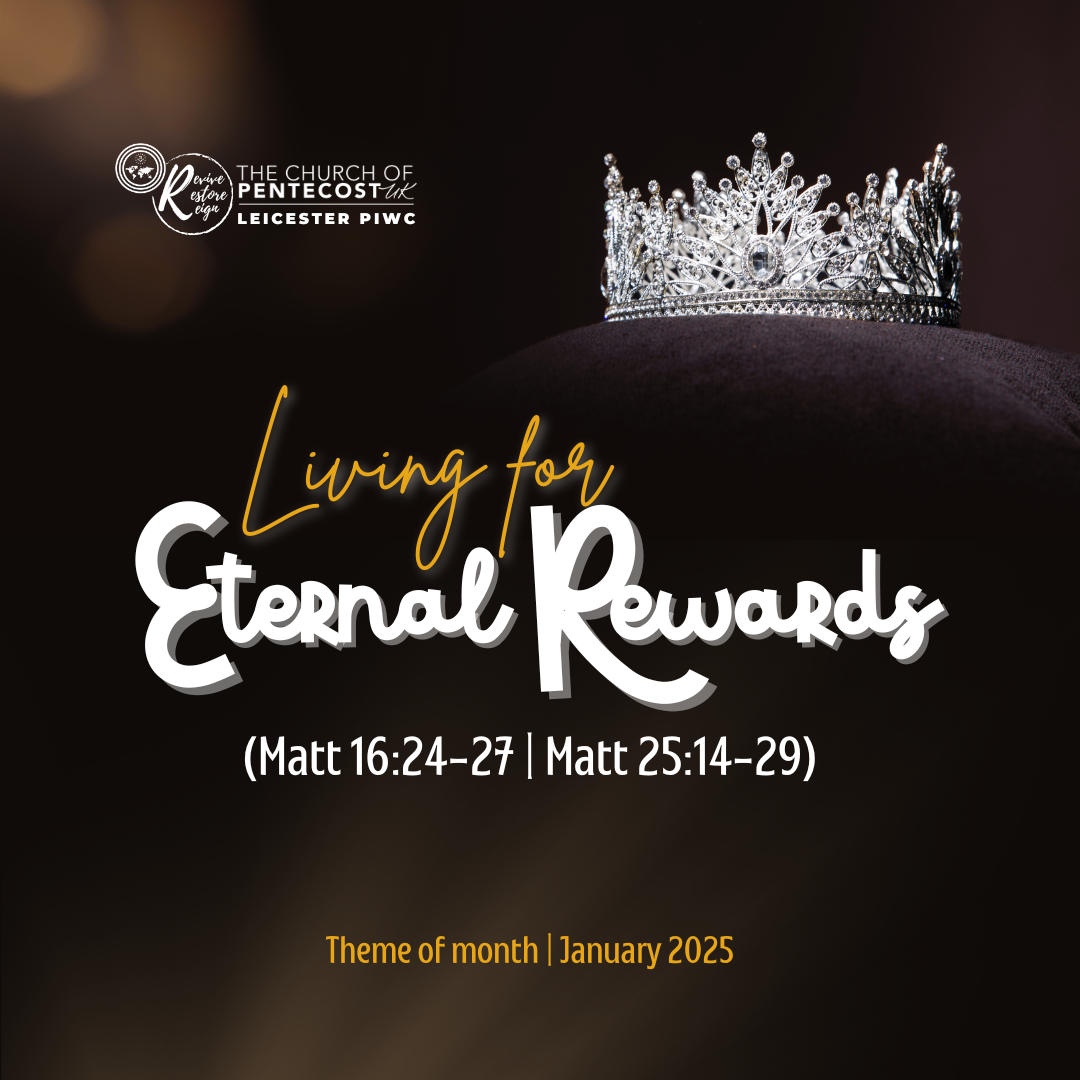 Revive
Restore
Reign
THE CHURCH OF
PENTECOST UK
LEICESTER PIWC
Living for
Eternal Rewards
(Matt 16:24–27 | Matt 25:14–29)
Theme of month | January 2025